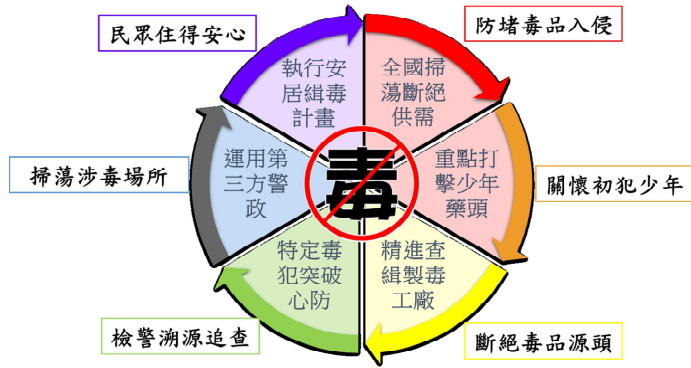 民眾住得安心
防堵毒品入侵
執行安
居緝毒
計畫
全國掃
蕩斷絕
供需
掃蕩涉毒場所
運用第
三方警
政
毒
重點打
擊少年
藥頭
關懷初犯少年
特定毒
犯突破
心防
精進查
緝製毒
工廠
檢警溯源追查
斷絕毒品源頭